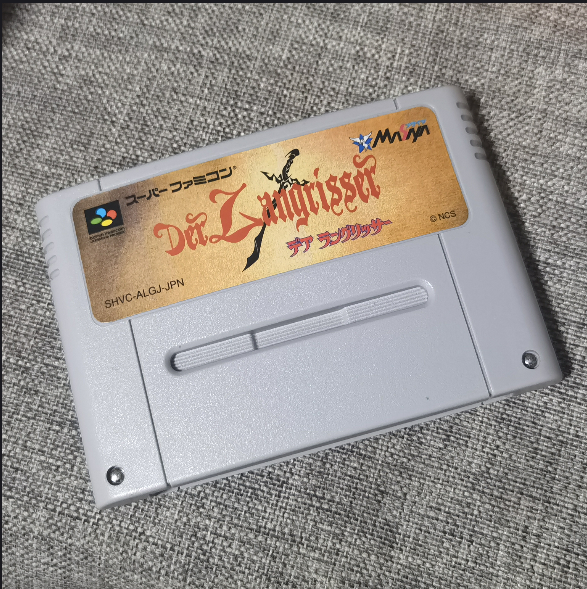 スーパーファミコン
Masaya
Der Langrisser
デア ラングリッサー
© NCS
SHVC-ALGJ-JPN